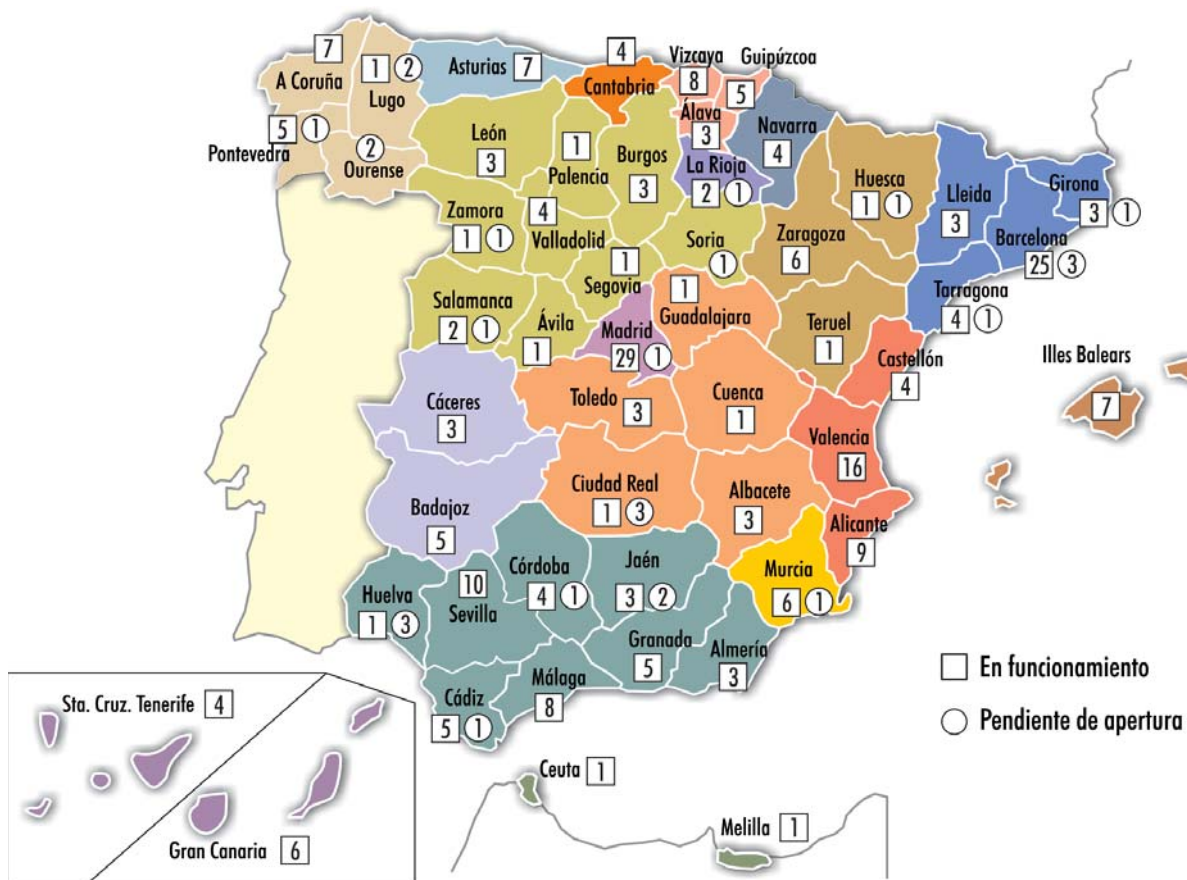 7
A Coruña
1 2
Lugo
5 1
Pontevedra
2
Ourense
Asturias 7
4
Cantabria
Vizcaya
8
Guipúzcoa
5
Álava
3
Navarra
4
La Rioja
2 1
León
3
1
Palencia
Burgos
3
Zamora
1 1
4
Valladolid
Soria
1
1
Segovia
Salamanca
2 1
Ávila
1
Madrid
29 1
Huesca
1 1
Zaragoza
6
Teruel
1
Lleida
3
Girona
3 1
Barcelona
25 3
Tarragona
4 1
1
Guadalajara
Toledo
3
Cuenca
1
Ciudad Real
1 3
Albacete
3
Castellón
4
Valencia
16
Alicante
9
Illes Balears
7
Cáceres
3
Badajoz
5
Murcia
6 1
Huelva
1 3
10
Sevilla
Córdoba
4 1
Jaén
3 2
Granada
5
Almería
3
Málaga
8
Cádiz
5 1
En funcionamiento
Pendiente de apertura
Sta. Cruz. Tenerife 4
Gran Canaria 6
Ceuta 1
Melilla 1